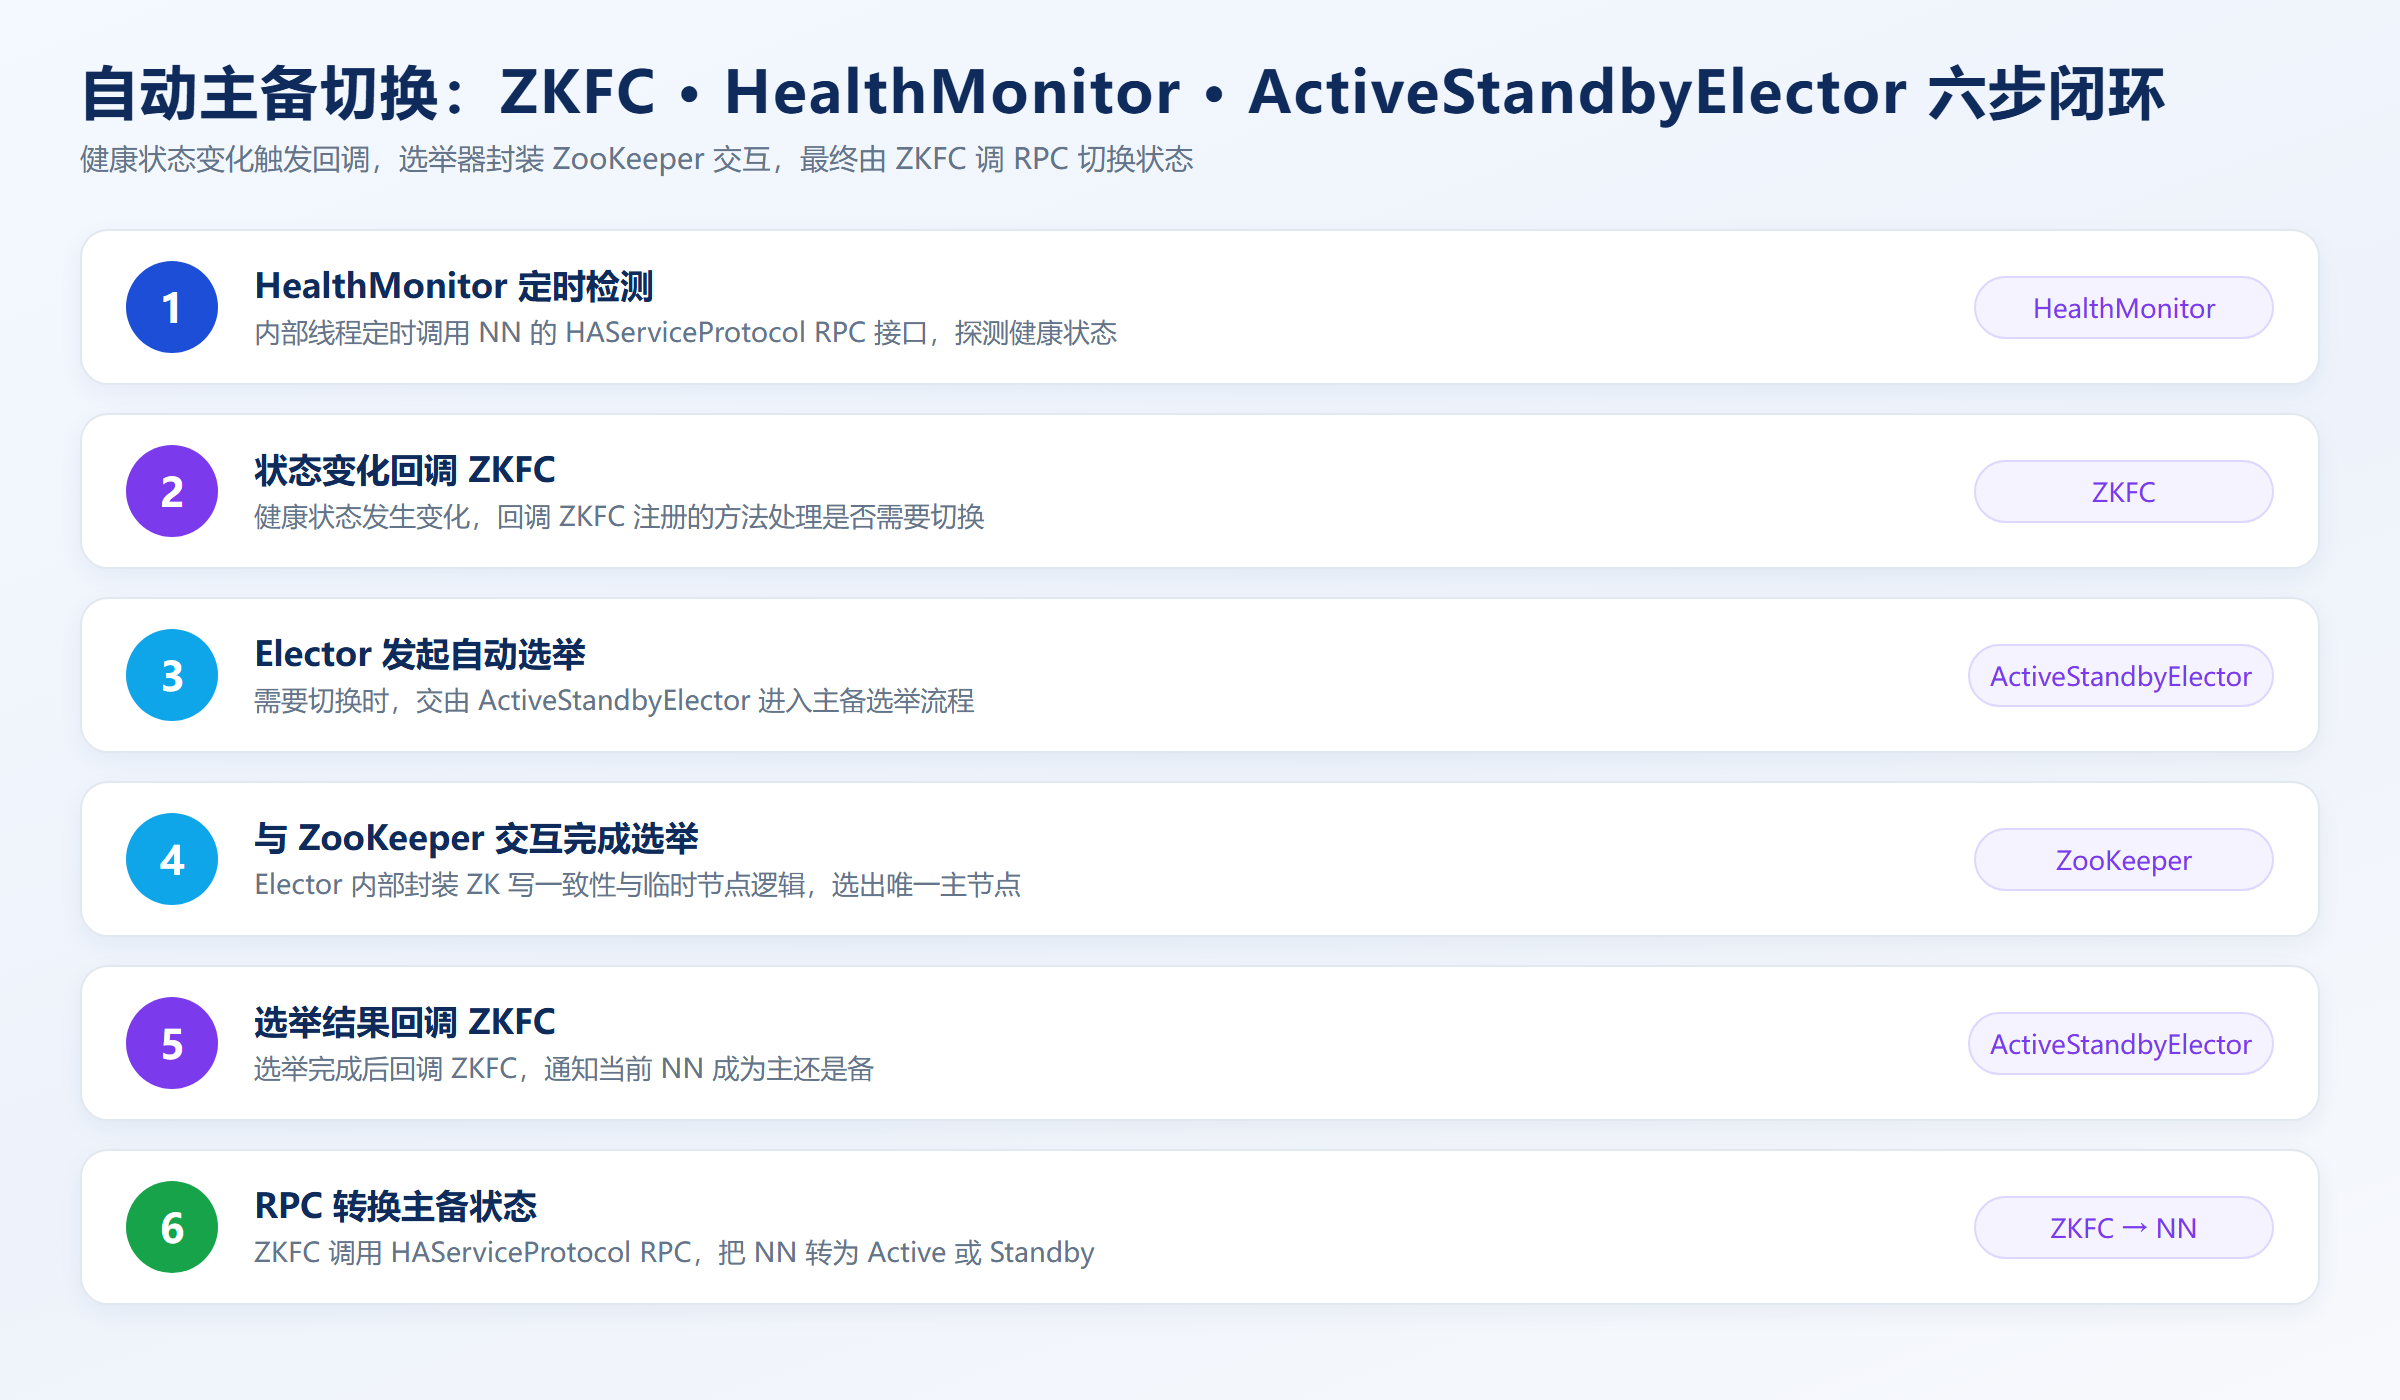 自动主备切换：ZKFC • HealthMonitor • ActiveStandbyElector 六步闭环
健康状态变化触发回调，选举器封装 ZooKeeper 交互，最终由 ZKFC 调 RPC 切换状态
1
HealthMonitor 定时检测
内部线程定时调用 NN 的 HAServiceProtocol RPC 接口，探测健康状态
HealthMonitor
2
状态变化回调 ZKFC
健康状态发生变化，回调 ZKFC 注册的方法处理是否需要切换
ZKFC
3
Elector 发起自动选举
需要切换时，交由 ActiveStandbyElector 进入主备选举流程
ActiveStandbyElector
4
与 ZooKeeper 交互完成选举
Elector 内部封装 ZK 写一致性与临时节点逻辑，选出唯一主节点
ZooKeeper
5
选举结果回调 ZKFC
选举完成后回调 ZKFC，通知当前 NN 成为主还是备
ActiveStandbyElector
6
RPC 转换主备状态
ZKFC 调用 HAServiceProtocol RPC，把 NN 转为 Active 或 Standby
ZKFC → NN